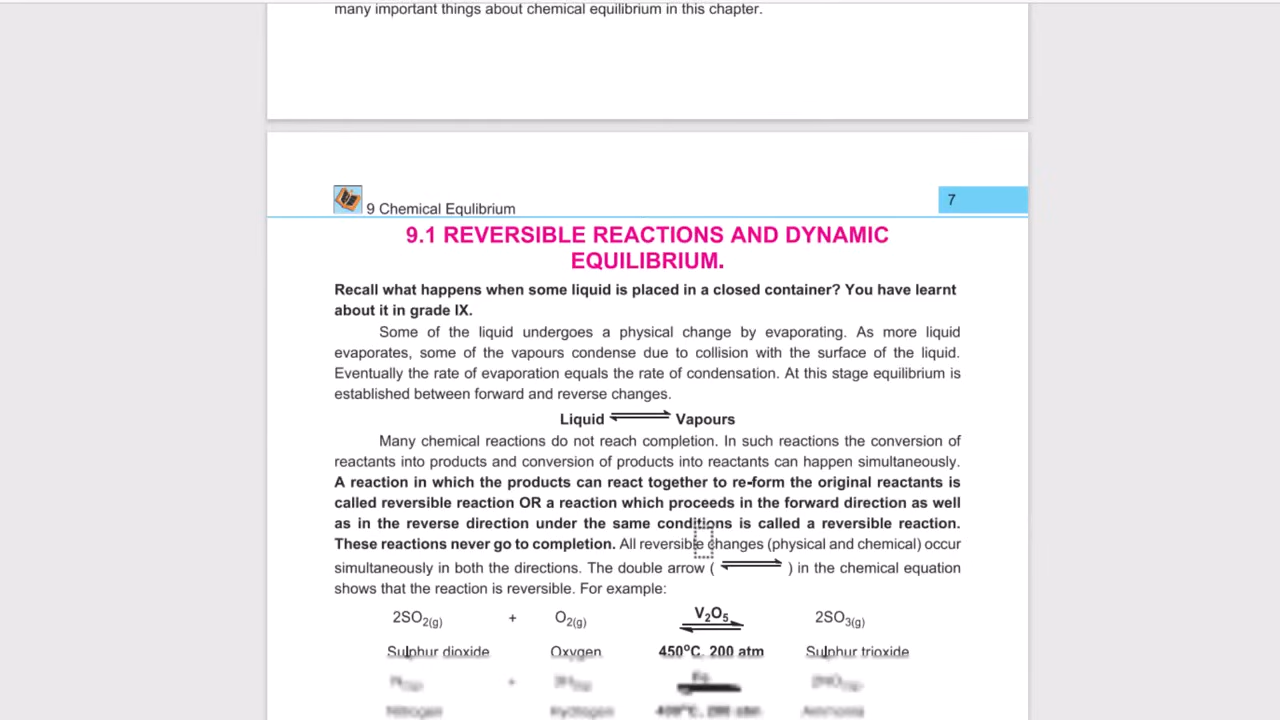 many important things about chemical equilibrium in this chapter.
9 Chemical Equlibrium
7
9.1 REVERSIBLE REACTIONS AND DYNAMIC
EQUILIBRIUM.
Recall what happens when some liquid is placed in a closed container? You have learnt
about it in grade IX.
Some of the liquid undergoes a physical change by evaporating. As more liquid
evaporates, some of the vapours condense due to collision with the surface of the liquid.
Eventually the rate of evaporation equals the rate of condensation. At this stage equilibrium is
established between forward and reverse changes.
Liquid ⇌ Vapours
Many chemical reactions do not reach completion. In such reactions the conversion of
reactants into products and conversion of products into reactants can happen simultaneously.
A reaction in which the products can react together to re-form the original reactants is
called reversible reaction OR a reaction which proceeds in the forward direction as well
as in the reverse direction under the same conditions is called a reversible reaction.
These reactions never go to completion. All reversible changes (physical and chemical) occur
simultaneously in both the directions. The double arrow ( ⇌ ) in the chemical equation
shows that the reaction is reversible. For example:
2SO2(g) + O2(g) V2O5 ⇌ 2SO3(g)
Sulphur dioxide Oxygen 450°C, 200 atm Sulphur trioxide
Nitrogen Hydrogen Ammonia